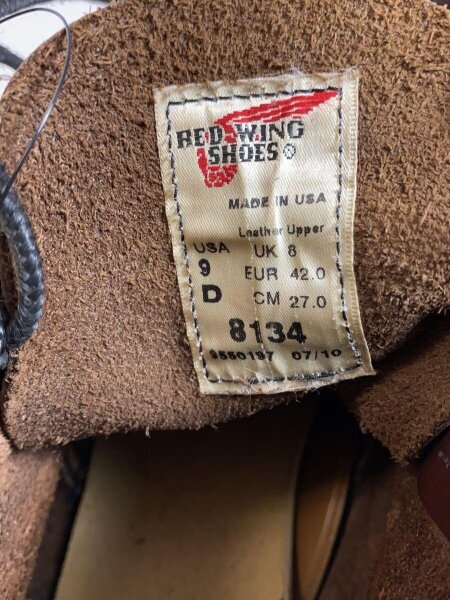 RED WING
SHOES®
MADE IN USA
Leather Upper
USA UK 8
9 EUR 42.0
D CM 27.0
8134
9550197 07/10